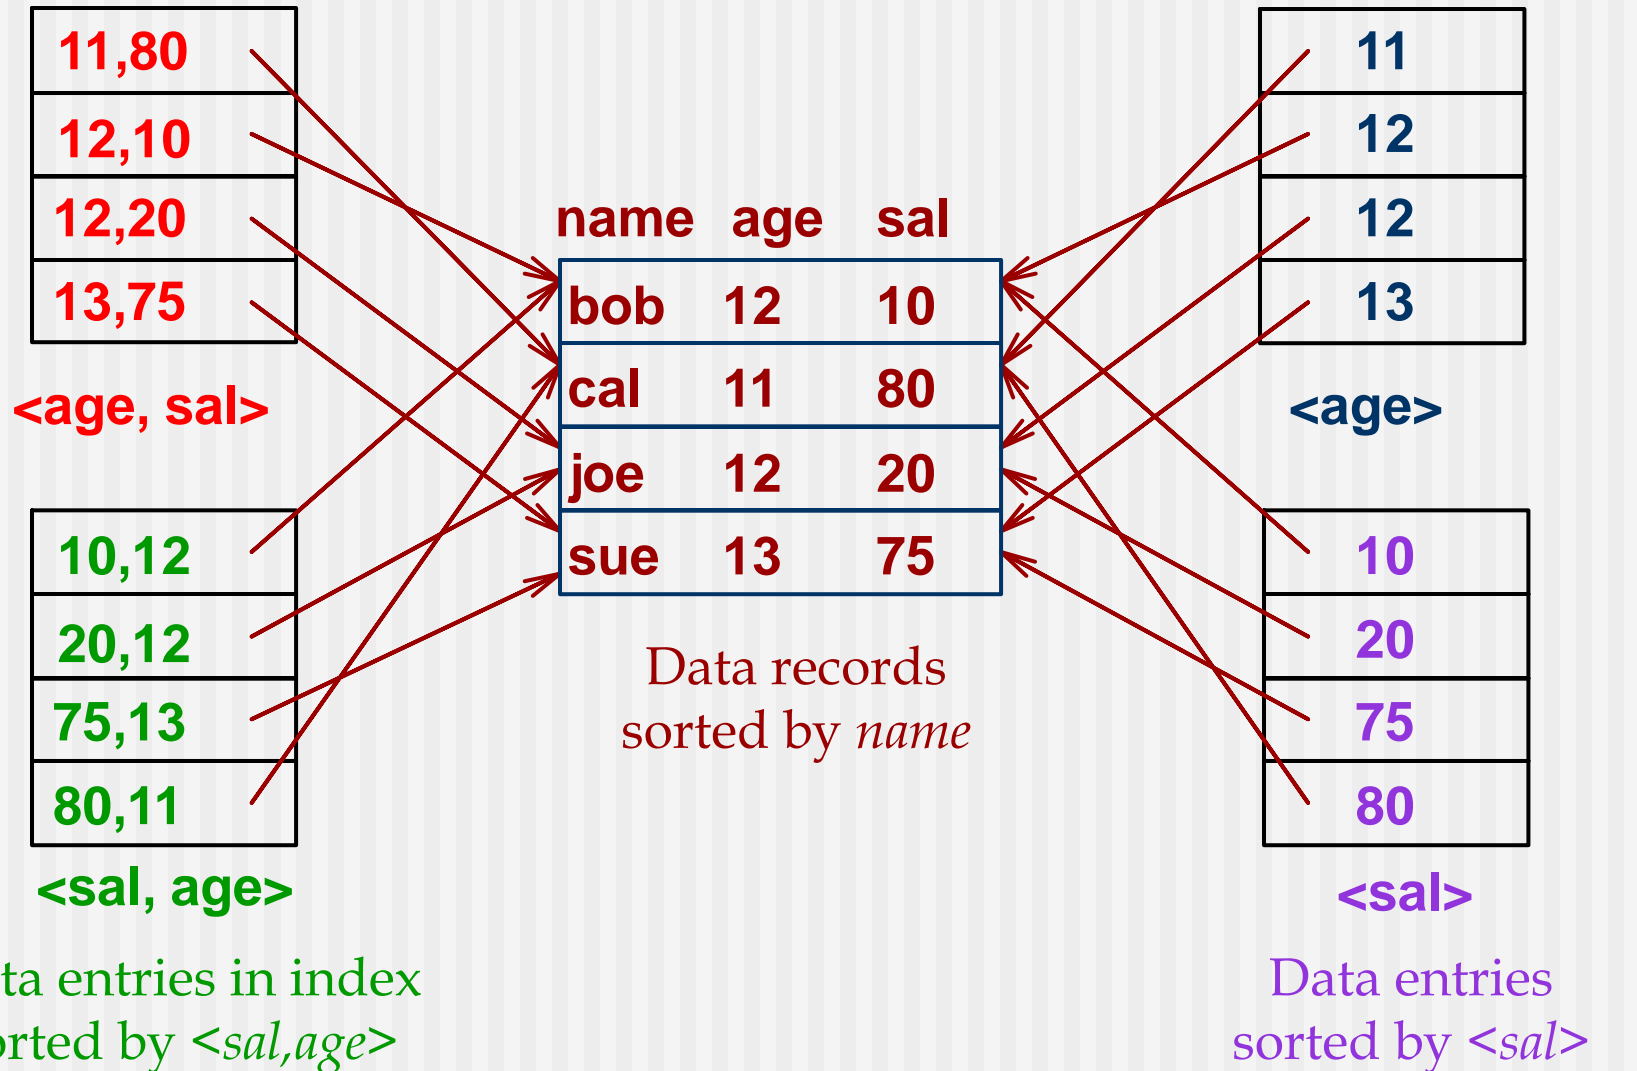 11,80
12,10
12,20
13,75
<age, sal>
10,12
20,12
75,13
80,11
<sal, age>
ta entries in index
orted by <sal,age>
name age sal
bob 12 10
cal 11 80
joe 12 20
sue 13 75
Data records
sorted by name
11
12
12
13
<age>
10
20
75
80
<sal>
Data entries
sorted by <sal>